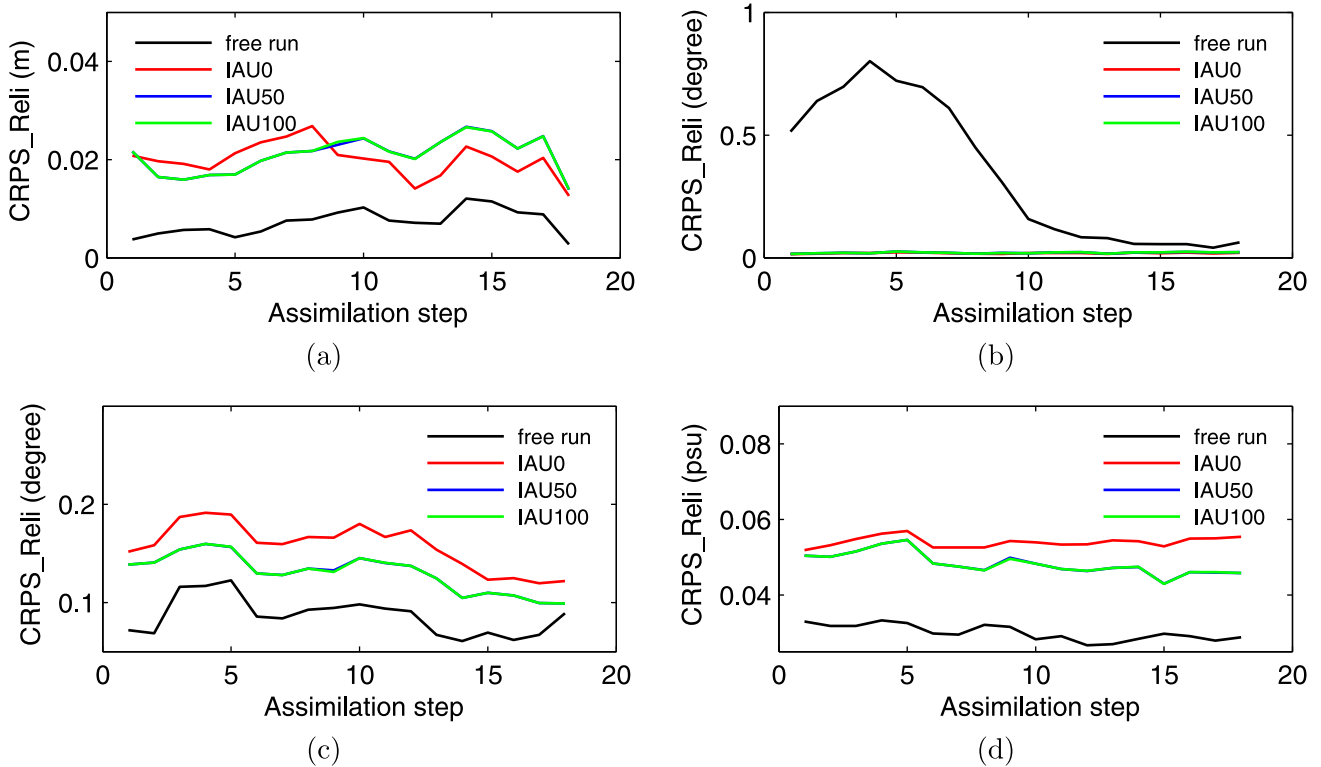 CRPS_Reli (m)
0.04
0.02
0
free run
IAU0
IAU50
IAU100
0 5 10 15 20
Assimilation step
(a)
CRPS_Reli (degree)
1
0.5
0
free run
IAU0
IAU50
IAU100
0 5 10 15 20
Assimilation step
(b)
CRPS_Reli (degree)
0.2
0.1
free run
IAU0
IAU50
IAU100
0 5 10 15 20
Assimilation step
(c)
CRPS_Reli (psu)
0.08
0.06
0.04
free run
IAU0
IAU50
IAU100
0 5 10 15 20
Assimilation step
(d)